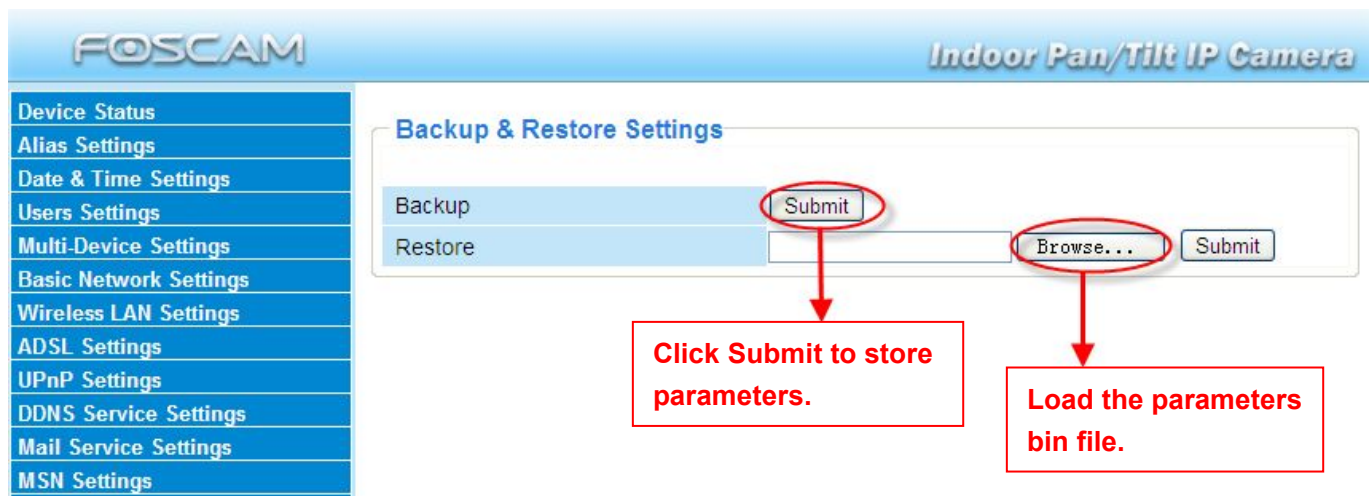 FOSCAM
Indoor Pan/Tilt IP Camera
Device Status
Alias Settings
Date & Time Settings
Users Settings
Multi-Device Settings
Basic Network Settings
Wireless LAN Settings
ADSL Settings
UPnP Settings
DDNS Service Settings
Mail Service Settings
MSN Settings
Backup & Restore Settings
Backup Submit
Restore Browse... Submit
Click Submit to store
parameters.
Load the parameters
bin file.